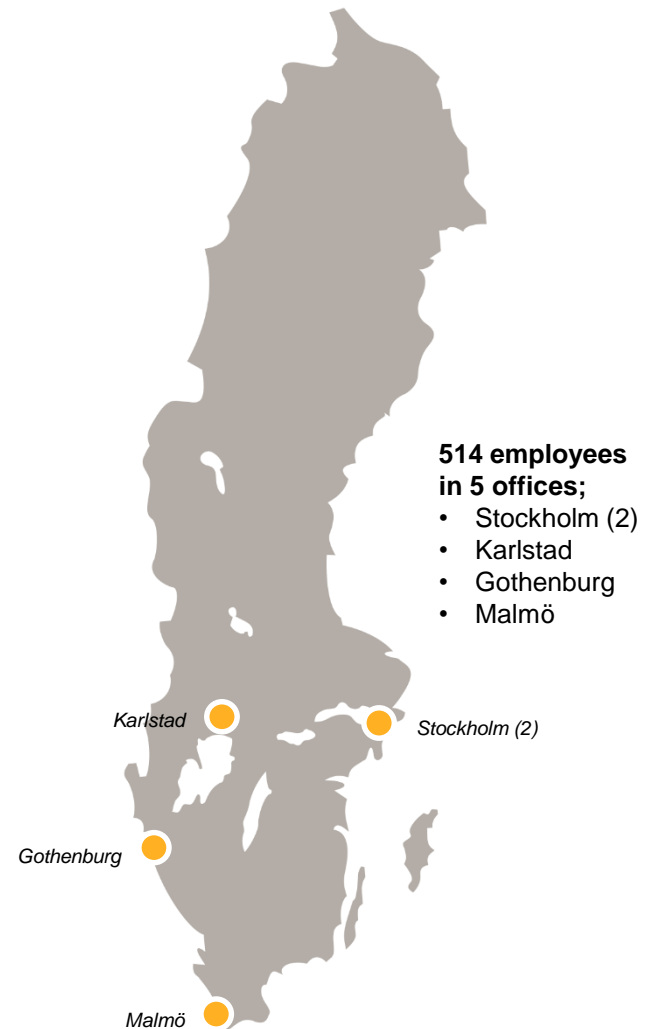 514 employees
in 5 offices;
• Stockholm (2)
• Karlstad
• Gothenburg
• Malmö
Karlstad
Stockholm (2)
Gothenburg
Malmö